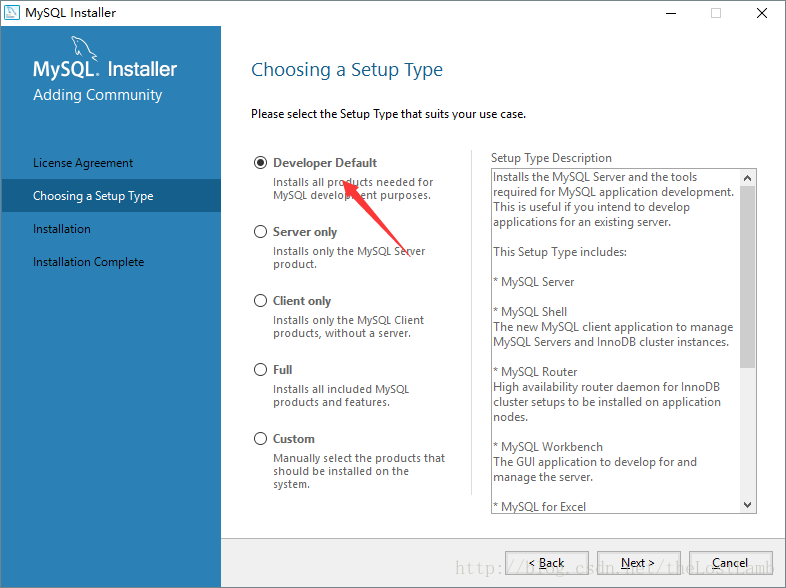 MySQL Installer
MySQL. Installer
Adding Community
License Agreement
Choosing a Setup Type
Installation
Installation Complete
Choosing a Setup Type
Please select the Setup Type that suits your use case.
Developer Default
Installs all products needed for
MySQL development purposes.
Server only
Installs only the MySQL Server
product.
Client only
Installs only the MySQL Client
products, without a server.
Full
Installs all included MySQL
products and features.
Custom
Manually select the products that
should be installed on the
system.
Setup Type Description
Installs the MySQL Server and the tools
required for MySQL application development.
This is useful if you intend to develop
applications for an existing server.
This Setup Type includes:
* MySQL Server
* MySQL Shell
The new MySQL client application to manage
MySQL Servers and InnoDB cluster instances.
* MySQL Router
High availability router daemon for InnoDB
cluster setups to be installed on application
nodes.
* MySQL Workbench
The GUI application to develop for and
manage the server.
* MySQL for Excel
< Back
Next >
Cancel
http://blog.csdn.net/theLostLamb